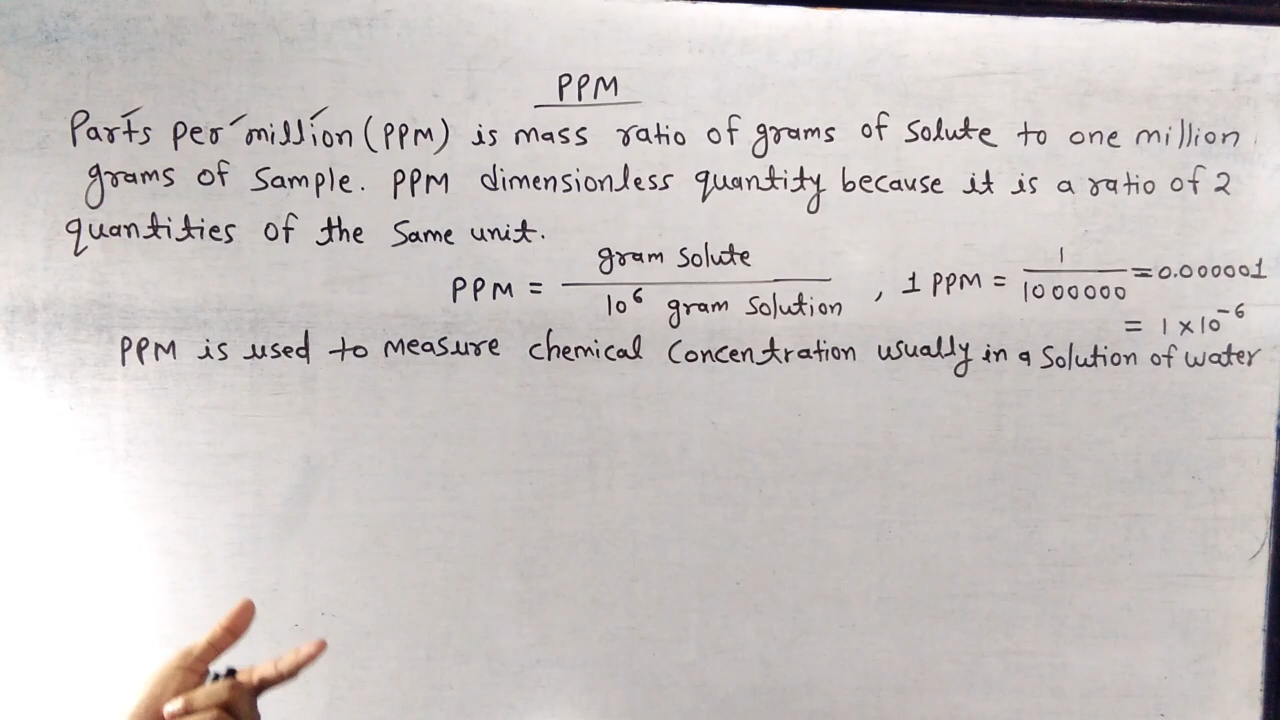 PPM
Parts per million (PPM) is mass ratio of grams of solute to one million
grams of sample. PPM dimensionless quantity because it is a ratio of 2
quantities of the same unit.
PPM = gram solute / 10⁶ gram solution , 1 PPM = 1 / 1000000 = 0.000001
= 1 × 10⁻⁶
PPM is used to measure chemical concentration usually in a solution of water